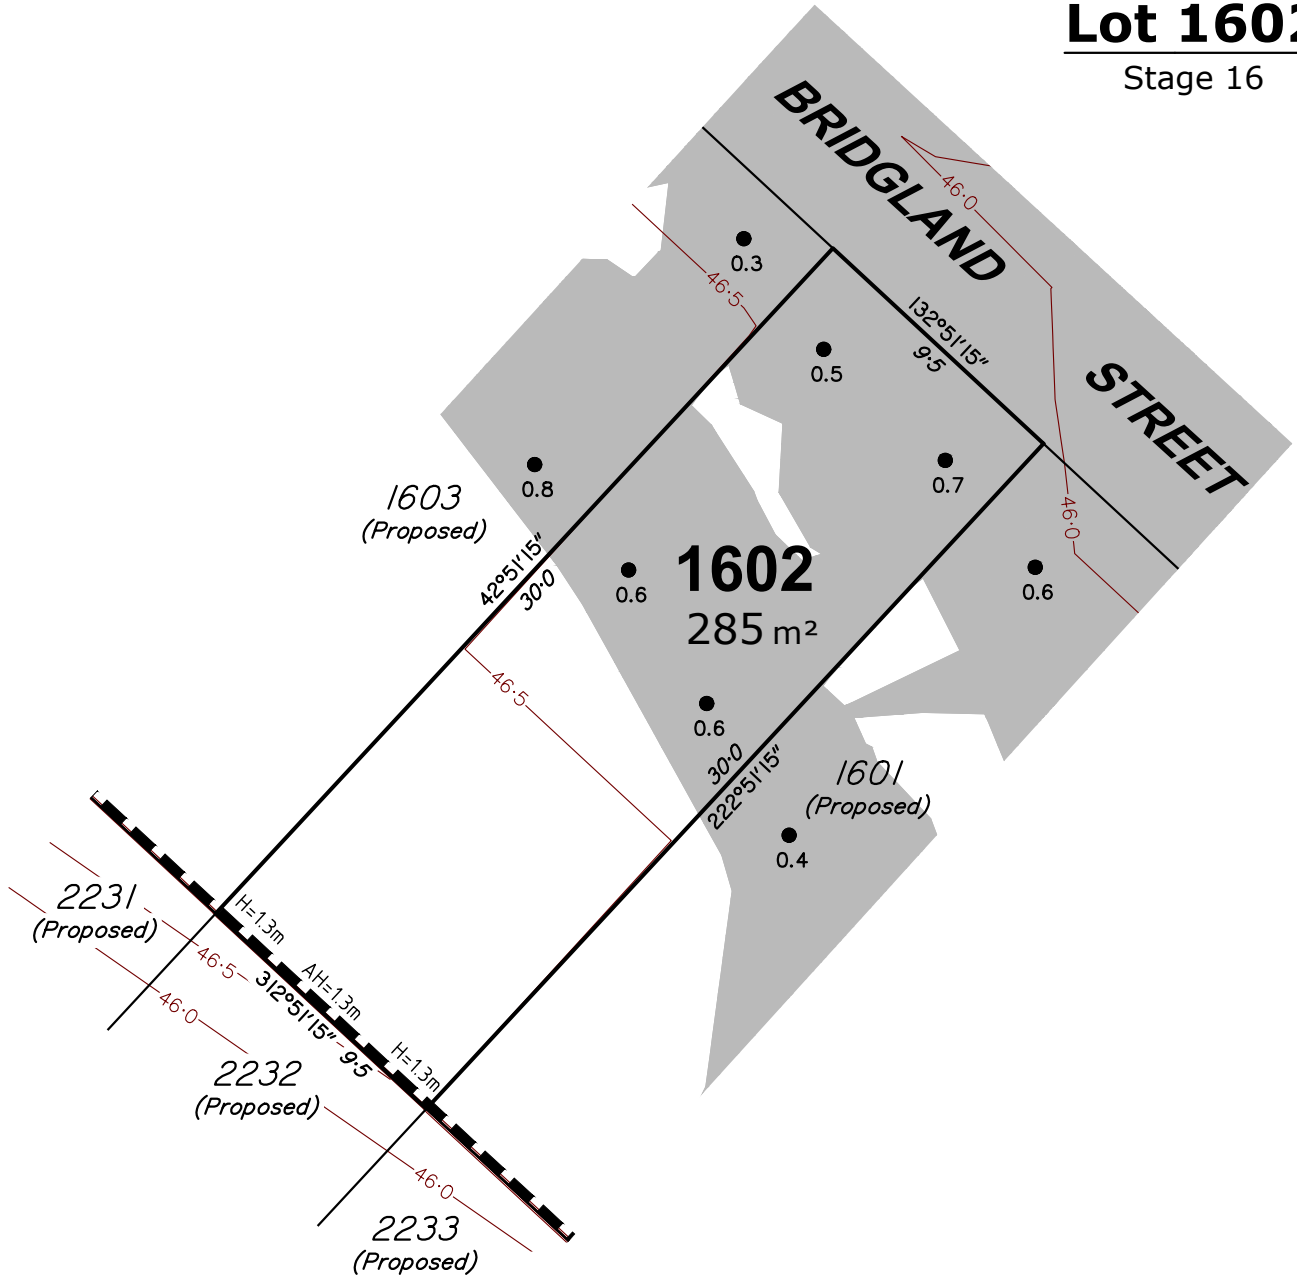 Lot 1602
Stage 16
BRIDGLAND
STREET
46·0
0.3
46·5
132°51'15"
9·5
0.5
0.7
46·0
0.8
1603
(Proposed)
42°51'15"
30·0
0.6
1602
285 m²
0.6
46·5
0.6
30·0
222°51'15"
1601
(Proposed)
0.4
2231
(Proposed)
H=1.3m
46·5
AH=1.3m
312°51'15"
9·5
46·0
H=1.3m
2232
(Proposed)
46·0
2233
(Proposed)